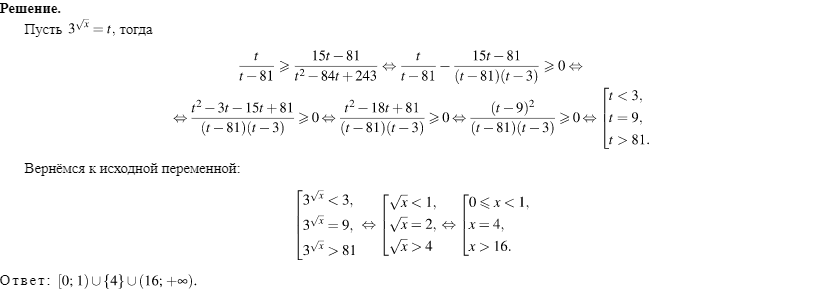 Решение.
Пусть 3^{√x} = t, тогда
t/(t − 81) ⩾ (15t − 81)/(t² − 84t + 243) ⇔ t/(t − 81) − (15t − 81)/((t − 81)(t − 3)) ⩾ 0 ⇔
⇔ (t² − 3t − 15t + 81)/((t − 81)(t − 3)) ⩾ 0 ⇔ (t² − 18t + 81)/((t − 81)(t − 3)) ⩾ 0 ⇔ (t − 9)²/((t − 81)(t − 3)) ⩾ 0 ⇔ [t < 3, t = 9, t > 81.
Вернёмся к исходной переменной:
[3^{√x} < 3, 3^{√x} = 9, 3^{√x} > 81 ⇔ [√x < 1, √x = 2, √x > 4 ⇔ [0 ⩽ x < 1, x = 4, x > 16.
Ответ: [0; 1) ∪ {4} ∪ (16; +∞).